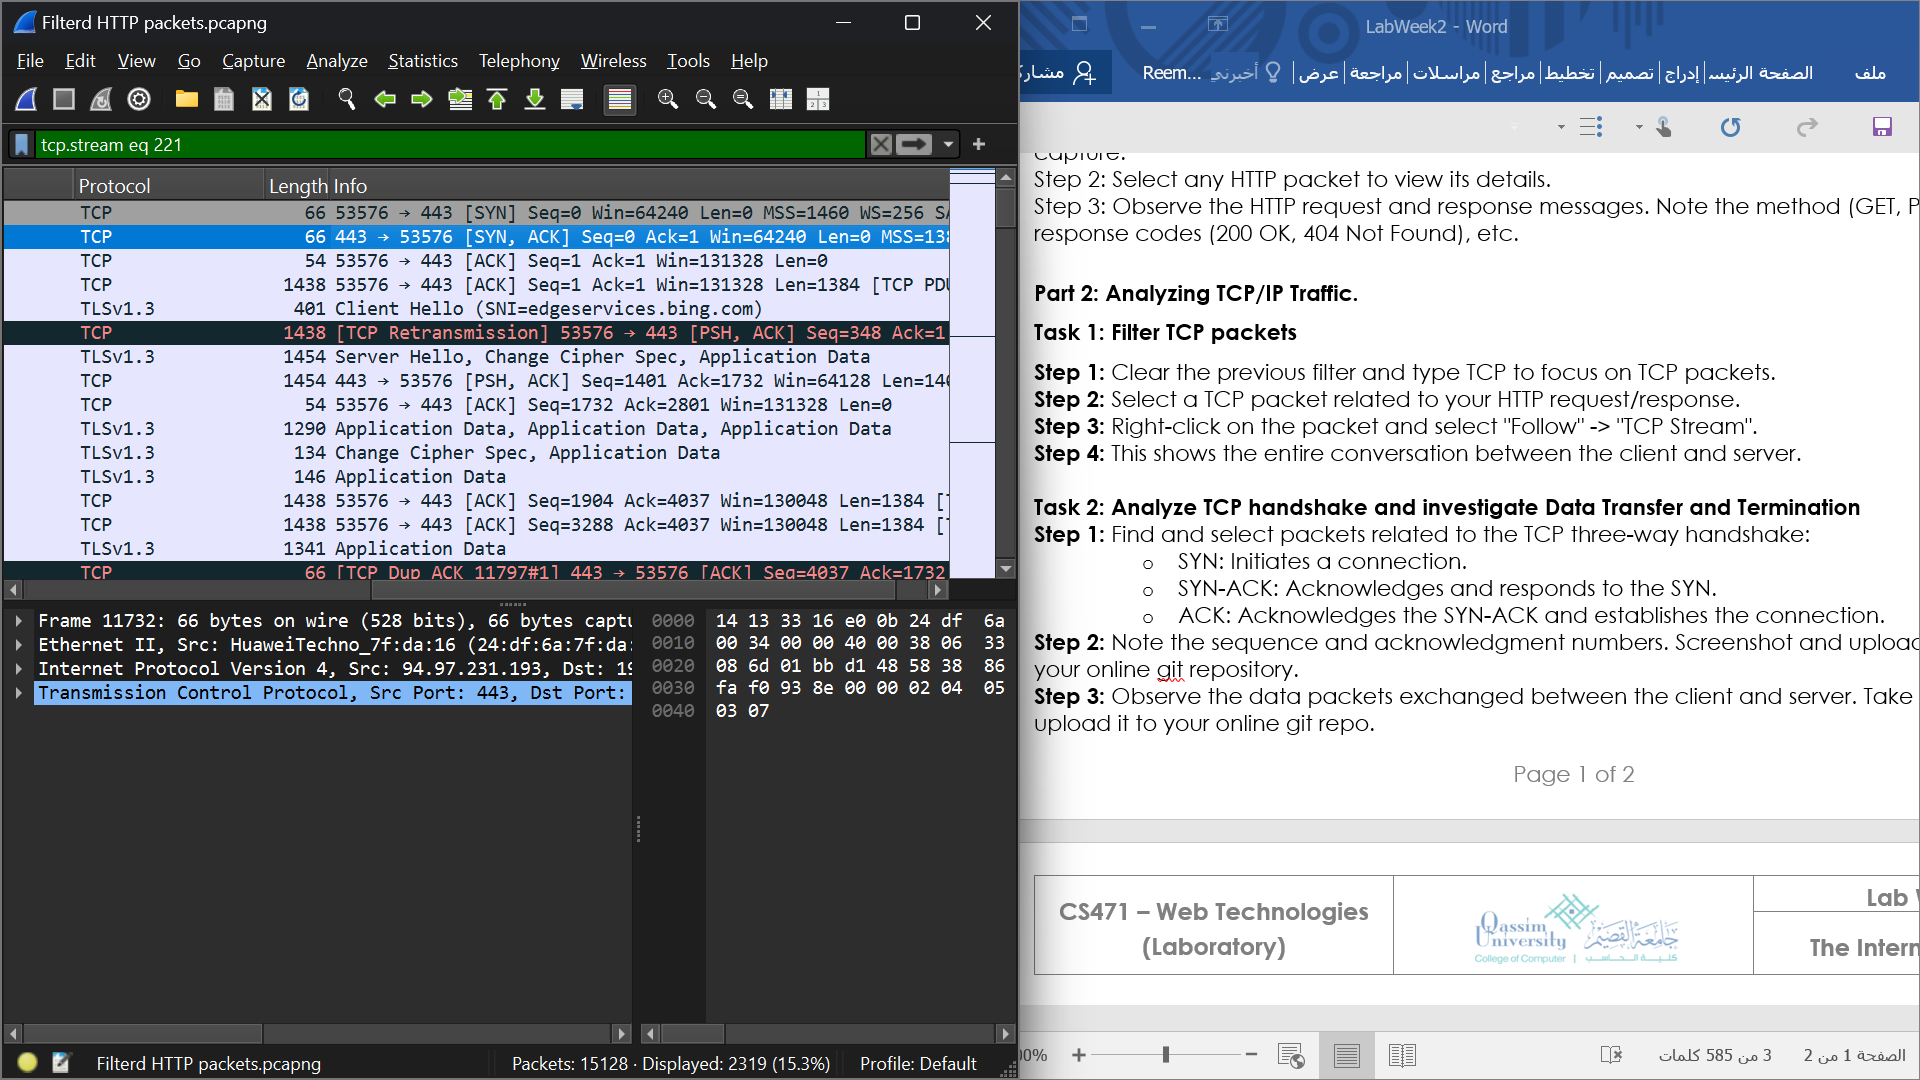 Filterd HTTP packets.pcapng
File Edit View Go Capture Analyze Statistics Telephony Wireless Tools Help
tcp.stream eq 221
Protocol Length Info
TCP 66 53576 → 443 [SYN] Seq=0 Win=64240 Len=0 MSS=1460 WS=256 SA
TCP 66 443 → 53576 [SYN, ACK] Seq=0 Ack=1 Win=64240 Len=0 MSS=138
TCP 54 53576 → 443 [ACK] Seq=1 Ack=1 Win=131328 Len=0
TCP 1438 53576 → 443 [ACK] Seq=1 Ack=1 Win=131328 Len=1384 [TCP PDU
TLSv1.3 401 Client Hello (SNI=edgeservices.bing.com)
TCP 1438 [TCP Retransmission] 53576 → 443 [PSH, ACK] Seq=348 Ack=1
TLSv1.3 1454 Server Hello, Change Cipher Spec, Application Data
TCP 1454 443 → 53576 [PSH, ACK] Seq=1401 Ack=1732 Win=64128 Len=140
TCP 54 53576 → 443 [ACK] Seq=1732 Ack=2801 Win=131328 Len=0
TLSv1.3 1290 Application Data, Application Data, Application Data
TLSv1.3 134 Change Cipher Spec, Application Data
TLSv1.3 146 Application Data
TCP 1438 53576 → 443 [ACK] Seq=1904 Ack=4037 Win=130048 Len=1384 [T
TCP 1438 53576 → 443 [ACK] Seq=3288 Ack=4037 Win=130048 Len=1384 [T
TLSv1.3 1341 Application Data
TCP 66 [TCP Dup ACK 11797#1] 443 → 53576 [ACK] Seq=4037 Ack=1732
Frame 11732: 66 bytes on wire (528 bits), 66 bytes captu
Ethernet II, Src: HuaweiTechno_7f:da:16 (24:df:6a:7f:da:
Internet Protocol Version 4, Src: 94.97.231.193, Dst: 19
Transmission Control Protocol, Src Port: 443, Dst Port:
0000 14 13 33 16 e0 0b 24 df 6a
0010 00 34 00 00 40 00 38 06 33
0020 08 6d 01 bb d1 48 58 38 86
0030 fa f0 93 8e 00 00 02 04 05
0040 03 07
Filterd HTTP packets.pcapng
Packets: 15128 · Displayed: 2319 (15.3%)
Profile: Default
LabWeek2 - Word
ملف الصفحة الرئيس إدراج تصميم تخطيط مراجع مراسلات مراجعة عرض أخبرني Reem... مشارك
capture.
Step 2: Select any HTTP packet to view its details.
Step 3: Observe the HTTP request and response messages. Note the method (GET, P
response codes (200 OK, 404 Not Found), etc.
Part 2: Analyzing TCP/IP Traffic.
Task 1: Filter TCP packets
Step 1: Clear the previous filter and type TCP to focus on TCP packets.
Step 2: Select a TCP packet related to your HTTP request/response.
Step 3: Right-click on the packet and select "Follow" -> "TCP Stream".
Step 4: This shows the entire conversation between the client and server.
Task 2: Analyze TCP handshake and investigate Data Transfer and Termination
Step 1: Find and select packets related to the TCP three-way handshake:
o SYN: Initiates a connection.
o SYN-ACK: Acknowledges and responds to the SYN.
o ACK: Acknowledges the SYN-ACK and establishes the connection.
Step 2: Note the sequence and acknowledgment numbers. Screenshot and uploac
your online git repository.
Step 3: Observe the data packets exchanged between the client and server. Take
upload it to your online git repo.
Page 1 of 2
CS471 – Web Technologies
(Laboratory)
Qassim University
College of Computer
جامعة القصيم
كلية الحاسب
Lab
The Intern
الصفحة 1 من 2
3 من 585 كلمات
00%